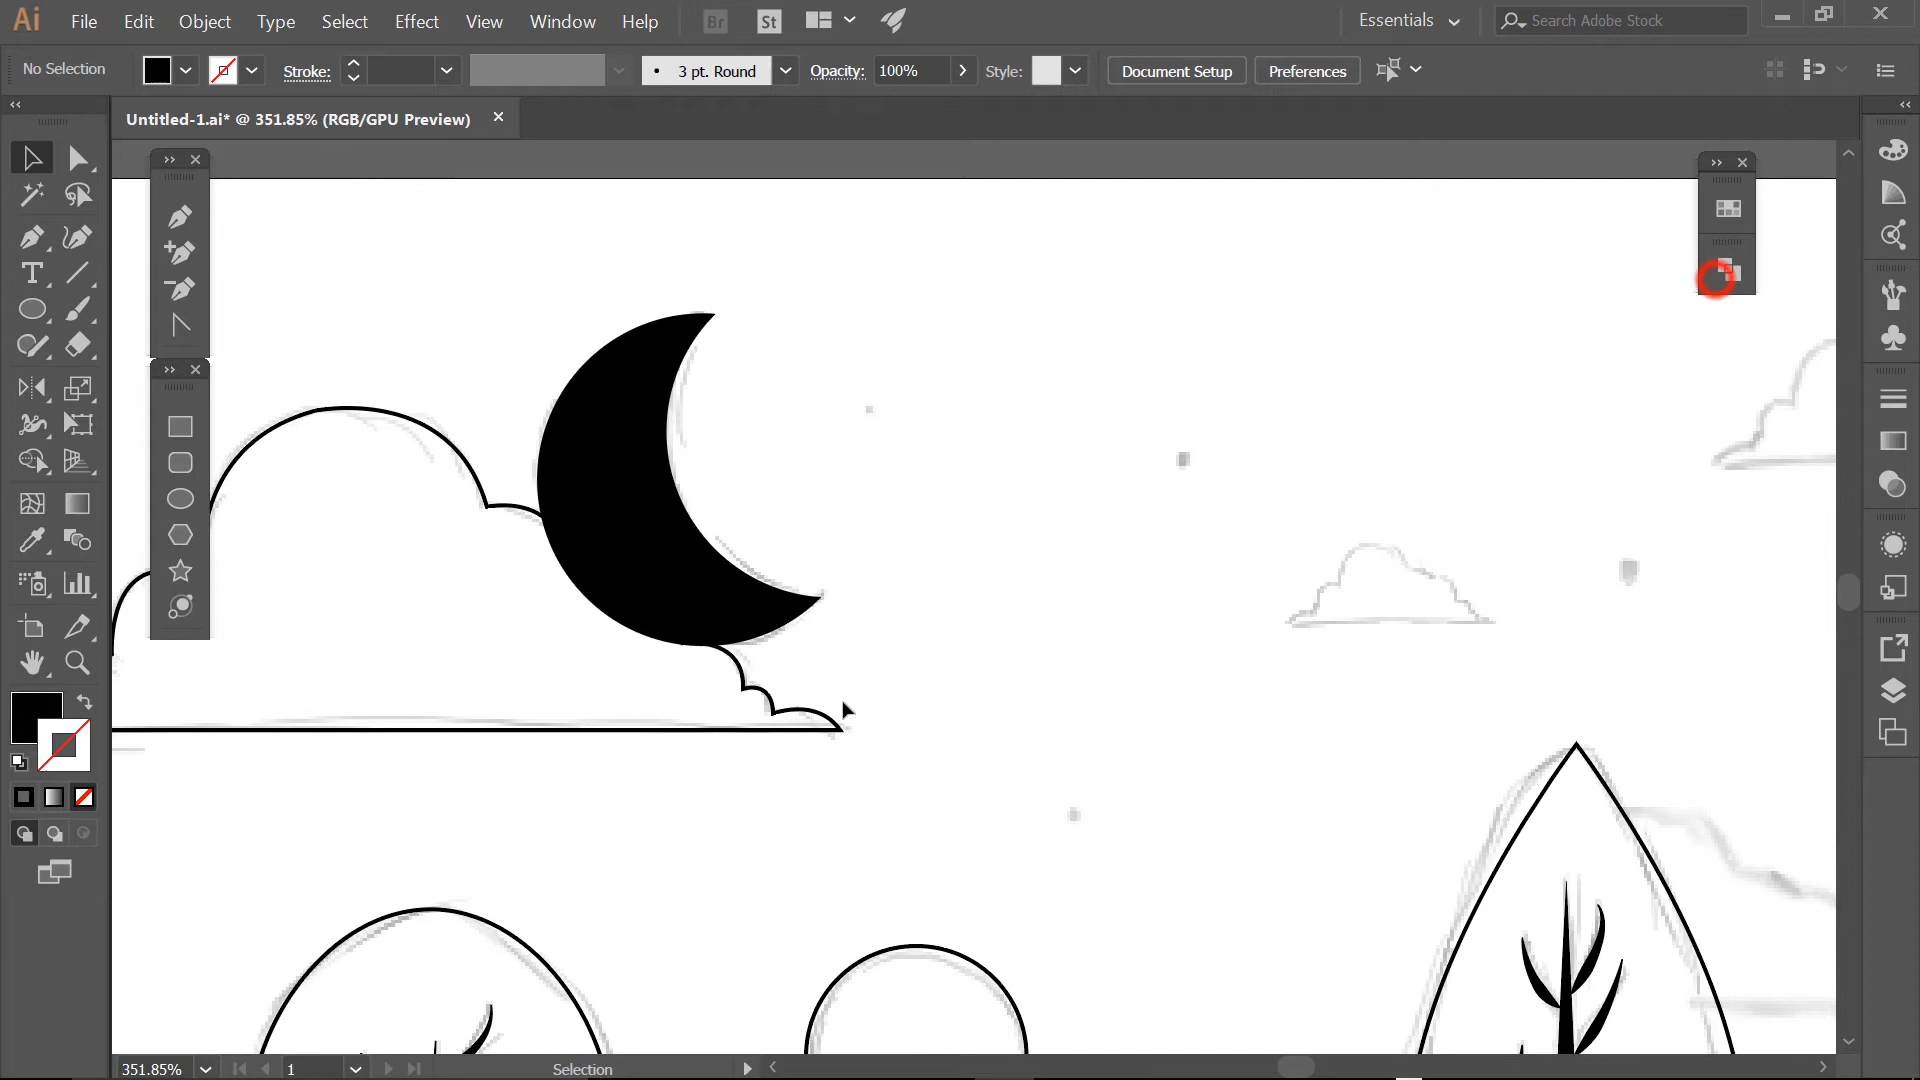 Ai File Edit Object Type Select Effect View Window Help Br St Essentials Search Adobe Stock
No Selection Stroke: 3 pt. Round Opacity: 100% Style: Document Setup Preferences
Untitled-1.ai* @ 351.85% (RGB/GPU Preview)
351.85% 1 Selection